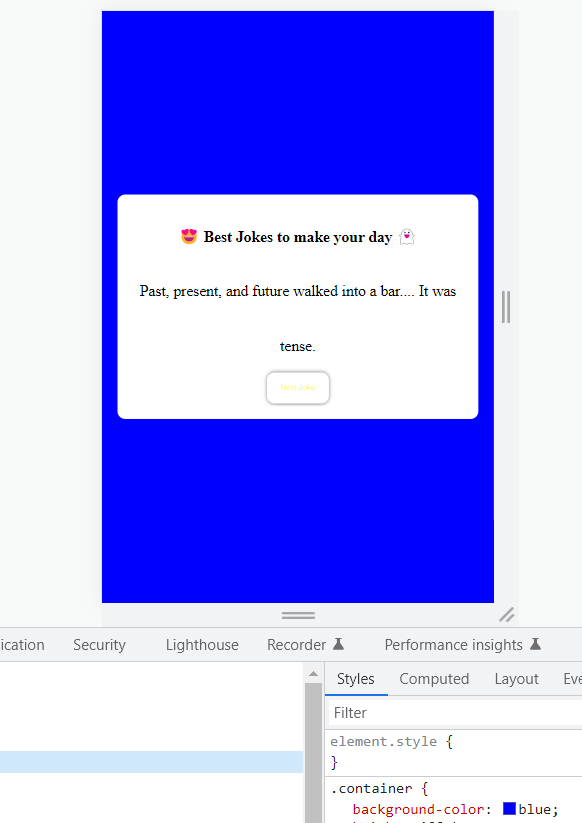 😍 Best Jokes to make your day 👻
Past, present, and future walked into a bar.... It was
tense.
Next Joke
ication Security Lighthouse Recorder Performance insights
Styles Computed Layout Eve
Filter
element.style {
}
.container {
background-color: blue;